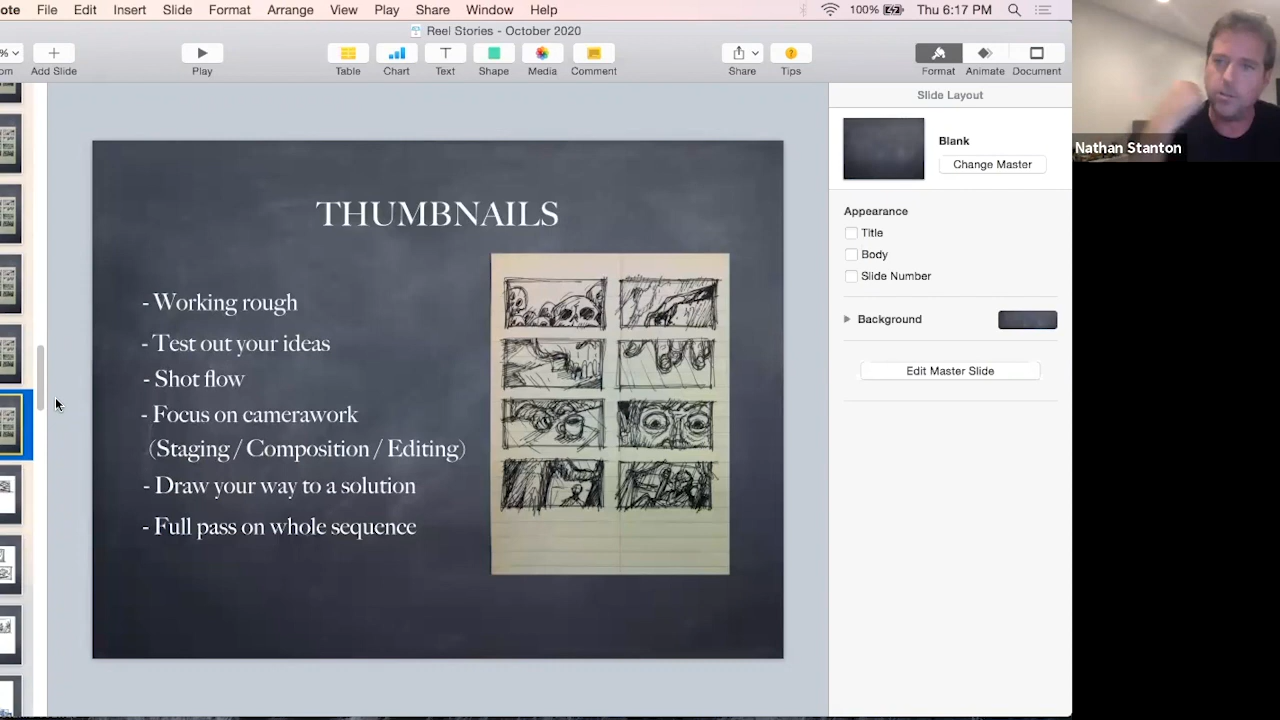 ote File Edit Insert Slide Format Arrange View Play Share Window Help 100% Thu 6:17 PM
Reel Stories - October 2020
% Add Slide Play Table Chart Text Shape Media Comment Share Tips Format Animate Document
om
Slide Layout
Blank
Change Master
Nathan Stanton
Appearance
Title
Body
Slide Number
Background
Edit Master Slide
THUMBNAILS
- Working rough
- Test out your ideas
- Shot flow
- Focus on camerawork
(Staging / Composition / Editing)
- Draw your way to a solution
- Full pass on whole sequence